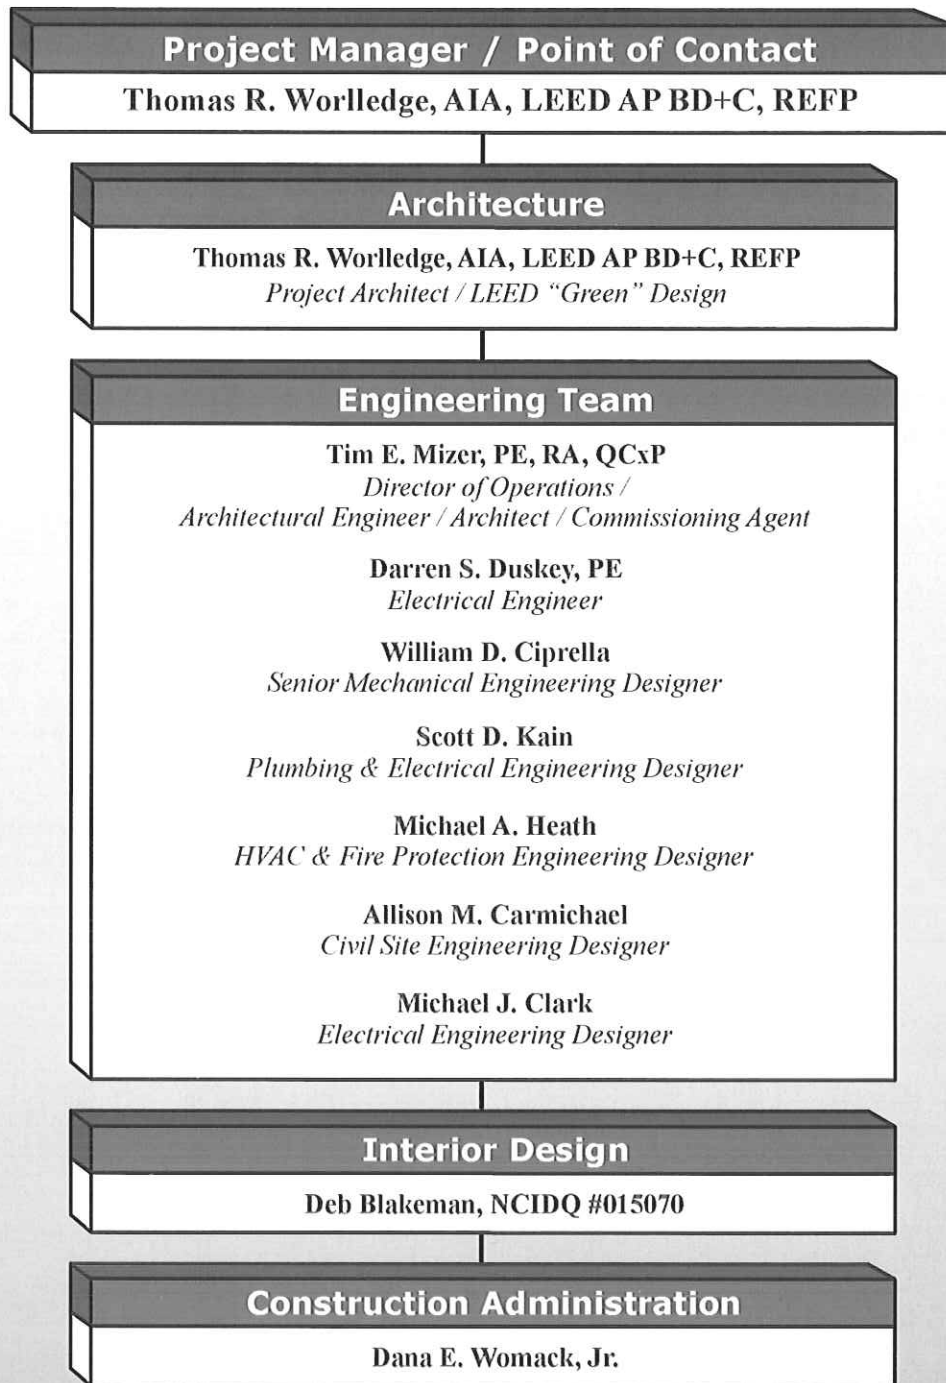 Project Manager / Point of Contact
Thomas R. Worlledge, AIA, LEED AP BD+C, REFP
Architecture
Thomas R. Worlledge, AIA, LEED AP BD+C, REFP
Project Architect / LEED “Green” Design
Engineering Team
Tim E. Mizer, PE, RA, QCxP
Director of Operations /
Architectural Engineer / Architect / Commissioning Agent
Darren S. Duskey, PE
Electrical Engineer
William D. Ciprella
Senior Mechanical Engineering Designer
Scott D. Kain
Plumbing & Electrical Engineering Designer
Michael A. Heath
HVAC & Fire Protection Engineering Designer
Allison M. Carmichael
Civil Site Engineering Designer
Michael J. Clark
Electrical Engineering Designer
Interior Design
Deb Blakeman, NCIDQ #015070
Construction Administration
Dana E. Womack, Jr.